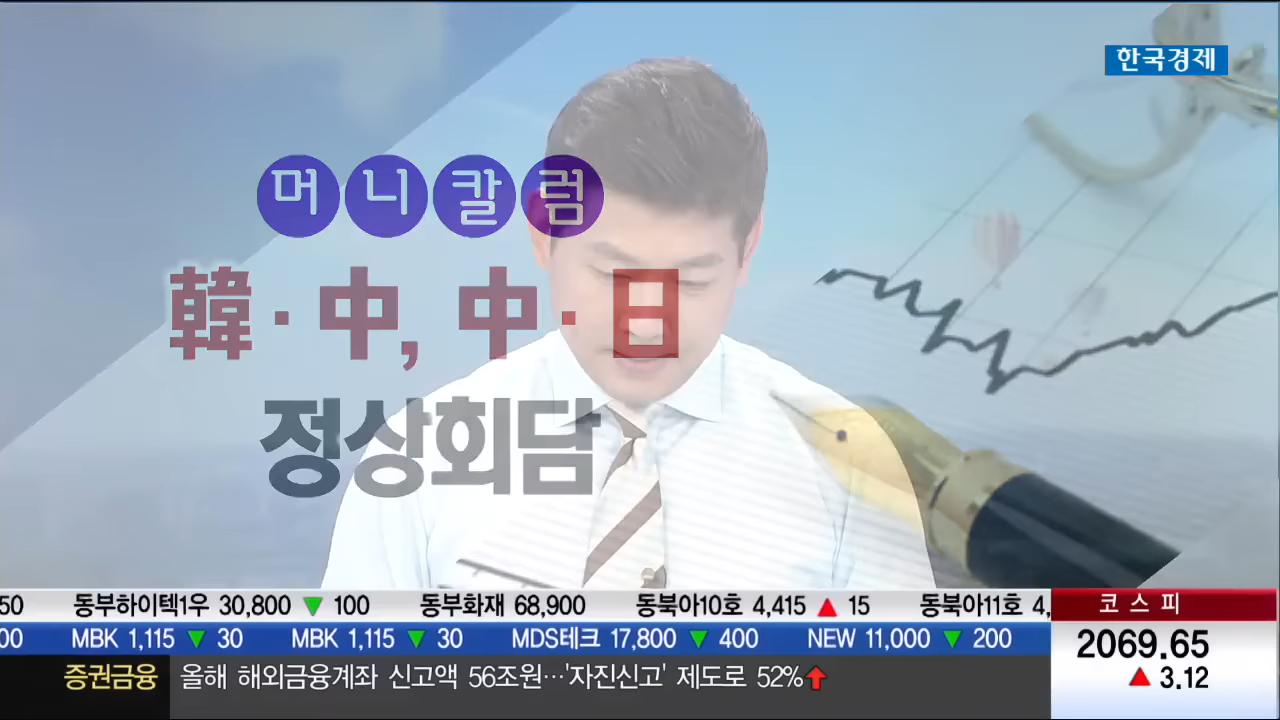 한국경제
머니칼럼
韓·中, 中·日
정상회담
50 동부하이텍1우 30,800 ▼ 100 동부화재 68,900 동북아10호 4,415 ▲ 15 동북아11호 4,
00 MBK 1,115 ▼ 30 MBK 1,115 ▼ 30 MDS테크 17,800 ▼ 400 NEW 11,000 ▼ 200
코스피
2069.65
▲ 3.12
증권금융 올해 해외금융계좌 신고액 56조원…'자진신고' 제도로 52%↑